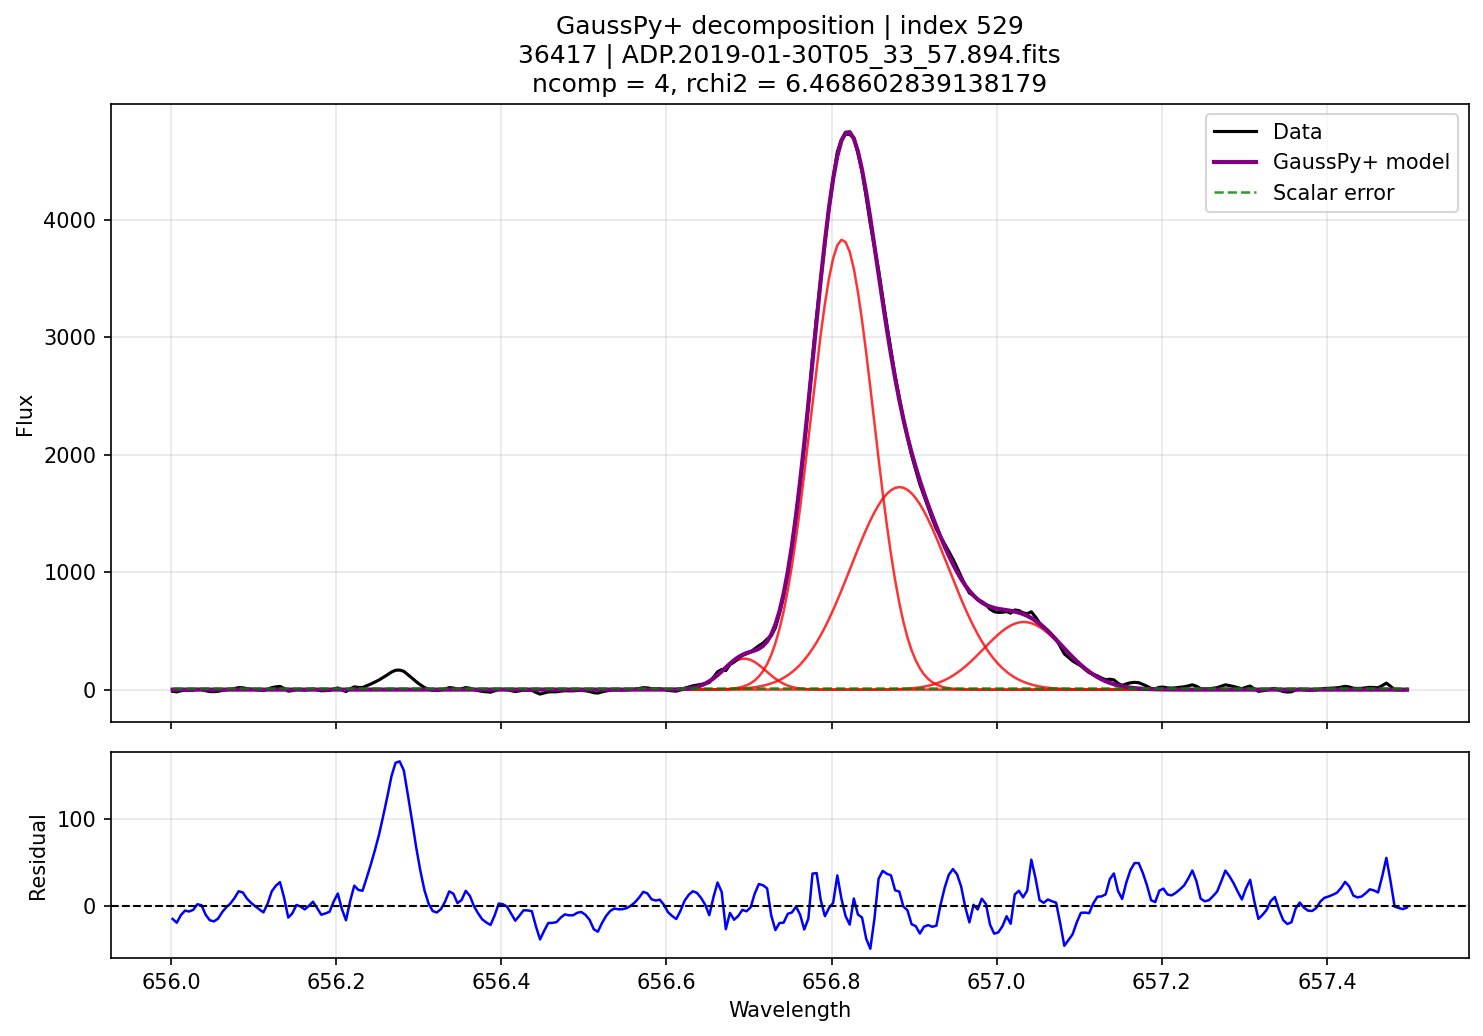 GaussPy+ decomposition | index 529
36417 | ADP.2019-01-30T05_33_57.894.fits
ncomp = 4, rchi2 = 6.468602839138179
Data
GaussPy+ model
Scalar error
Flux
4000
3000
2000
1000
0
Residual
100
0
656.0 656.2 656.4 656.6 656.8 657.0 657.2 657.4
Wavelength